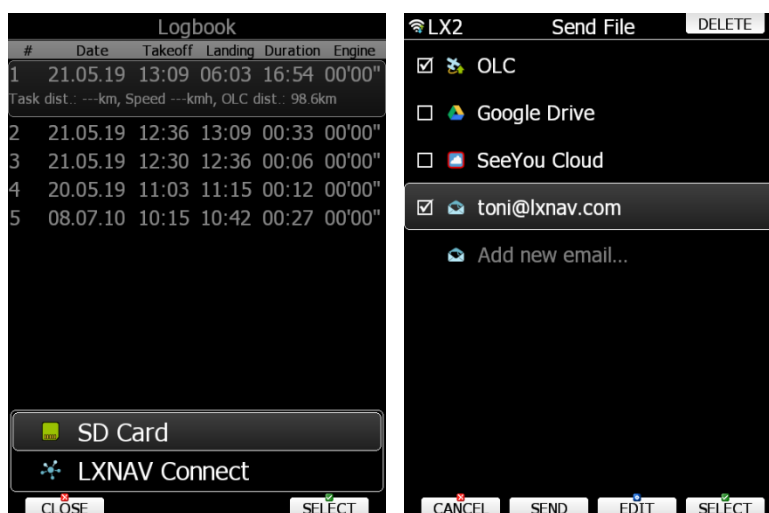 Logbook
# Date Takeoff Landing Duration Engine
1 21.05.19 13:09 06:03 16:54 00'00"
Task dist.: ---km, Speed ---kmh, OLC dist.: 98.6km
2 21.05.19 12:36 13:09 00:33 00'00"
3 21.05.19 12:30 12:36 00:06 00'00"
4 20.05.19 11:03 11:15 00:12 00'00"
5 08.07.10 10:15 10:42 00:27 00'00"
SD Card
LXNAV Connect
CLOSE SELECT
LX2 Send File DELETE
OLC
Google Drive
SeeYou Cloud
toni@lxnav.com
Add new email...
CANCEL SEND EDIT SELECT